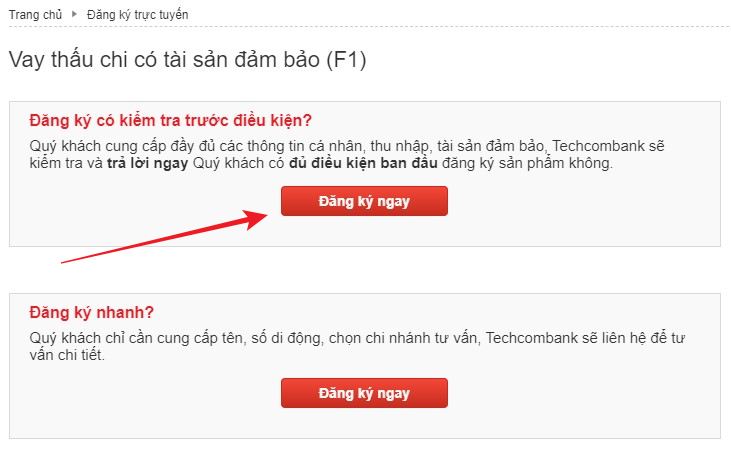 Trang chủ Đăng ký trực tuyến
Vay thấu chi có tài sản đảm bảo (F1)
Đăng ký có kiểm tra trước điều kiện?
Quý khách cung cấp đầy đủ các thông tin cá nhân, thu nhập, tài sản đảm bảo, Techcombank sẽ
kiểm tra và trả lời ngay Quý khách có đủ điều kiện ban đầu đăng ký sản phẩm không.
Đăng ký ngay
Đăng ký nhanh?
Quý khách chỉ cần cung cấp tên, số di động, chọn chi nhánh tư vấn, Techcombank sẽ liên hệ để tư
vấn chi tiết.
Đăng ký ngay